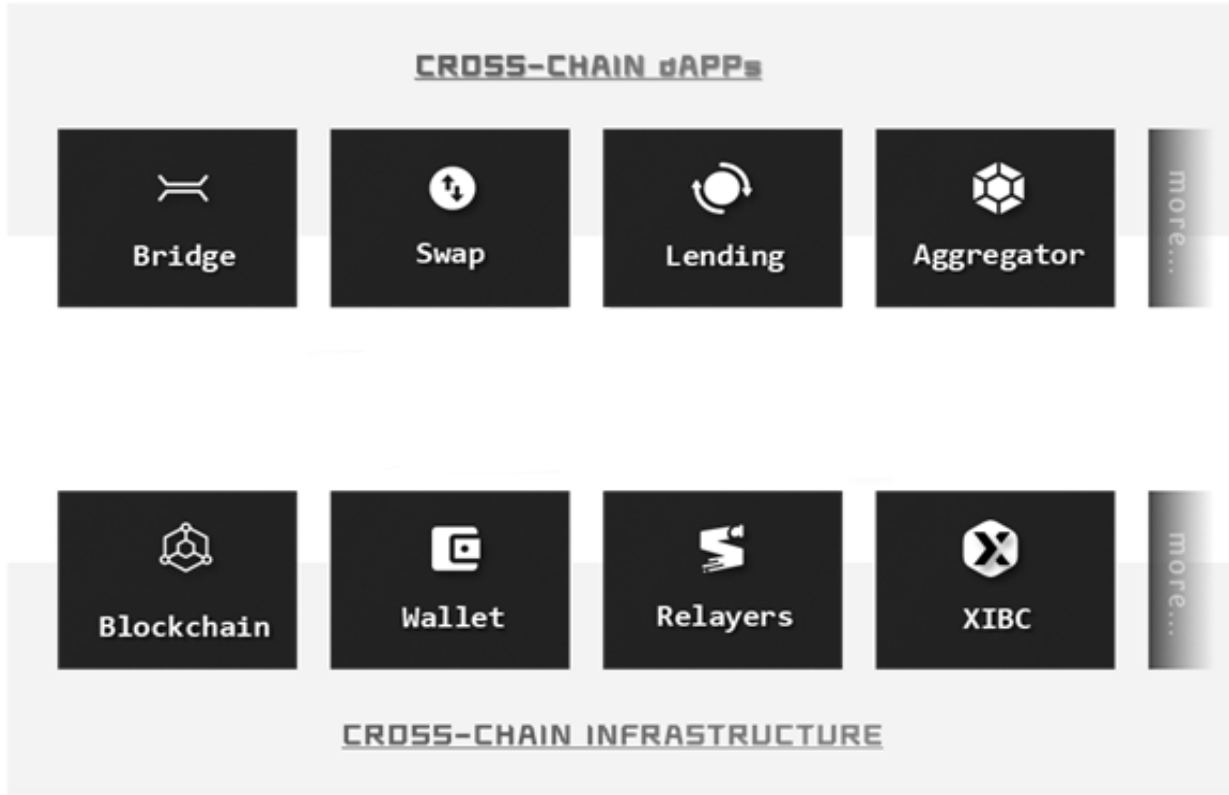 CROSS-CHAIN dAPPs
Bridge
Swap
Lending
Aggregator
more...
Blockchain
Wallet
Relayers
XIBC
more...
CROSS-CHAIN INFRASTRUCTURE